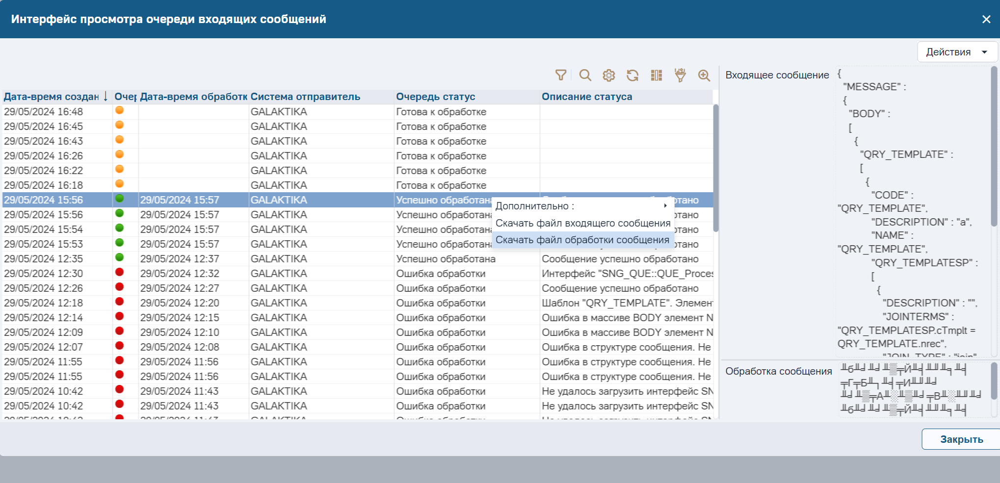 Интерфейс просмотра очереди входящих сообщений
Действия
Дата-время создан Очер Дата-время обработк Система отправитель Очередь статус Описание статуса
29/05/2024 16:48 GALAKTIKA Готова к обработке
29/05/2024 16:45 GALAKTIKA Готова к обработке
29/05/2024 16:43 GALAKTIKA Готова к обработке
29/05/2024 16:26 GALAKTIKA Готова к обработке
29/05/2024 16:22 GALAKTIKA Готова к обработке
29/05/2024 16:18 GALAKTIKA Готова к обработке
29/05/2024 15:56 29/05/2024 15:57 GALAKTIKA Успешно обработана ботано
29/05/2024 15:56 29/05/2024 15:57 GALAKTIKA Успешно обработана отано
29/05/2024 15:54 29/05/2024 15:57 GALAKTIKA Успешно обработана отано
29/05/2024 15:53 29/05/2024 15:57 GALAKTIKA Успешно обработана отано
29/05/2024 12:35 29/05/2024 12:37 GALAKTIKA Успешно обработана Сообщение успешно обработано
29/05/2024 12:30 29/05/2024 12:32 GALAKTIKA Ошибка обработки Интерфейс "SNG_QUE::QUE_Proces
29/05/2024 12:26 29/05/2024 12:27 GALAKTIKA Ошибка обработки Сообщение успешно обработано
29/05/2024 12:18 29/05/2024 12:20 GALAKTIKA Ошибка обработки Шаблон "QRY_TEMPLATE". Элемент
29/05/2024 12:14 29/05/2024 12:15 GALAKTIKA Ошибка обработки Ошибка в массиве BODY элемент N
29/05/2024 12:09 29/05/2024 12:10 GALAKTIKA Ошибка обработки Ошибка в массиве BODY элемент N
29/05/2024 12:07 29/05/2024 12:08 GALAKTIKA Ошибка обработки Ошибка в структуре сообщения. Не
29/05/2024 11:55 29/05/2024 11:56 GALAKTIKA Ошибка обработки Ошибка в структуре сообщения. Не
29/05/2024 11:55 29/05/2024 11:56 GALAKTIKA Ошибка обработки Ошибка в структуре сообщения. Не
29/05/2024 10:42 29/05/2024 11:43 GALAKTIKA Ошибка обработки Не удалось загрузить интерфейс SN
29/05/2024 10:42 29/05/2024 11:43 GALAKTIKA Ошибка обработки Не удалось загрузить интерфейс SN
Дополнительно :
Скачать файл входящего сообщения
Скачать файл обработки сообщения
Входящее сообщение
{
"MESSAGE" :
{
"BODY" :
[
{
"QRY_TEMPLATE" :
[
{
"CODE" :
"QRY_TEMPLATE",
"DESCRIPTION" : "a",
"NAME" :
"QRY_TEMPLATE",
"QRY_TEMPLATESP" :
[
{
"DESCRIPTION" : "",
"JOINTERMS" :
"QRY_TEMPLATESP.cTmplt =
QRY_TEMPLATE.nrec",
"JOIN_TYPE" : "join"
Обработка сообщения
Закрыть